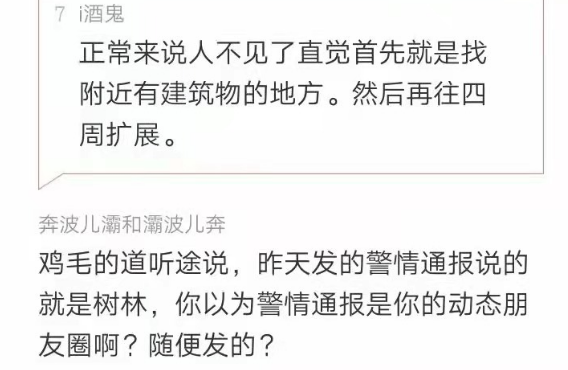 7 i酒鬼
正常来说人不见了直觉首先就是找
附近有建筑物的地方。然后再往四
周扩展。
奔波儿灞和灞波儿奔
鸡毛的道听途说，昨天发的警情通报说的
就是树林，你以为警情通报是你的动态朋
友圈啊？随便发的？